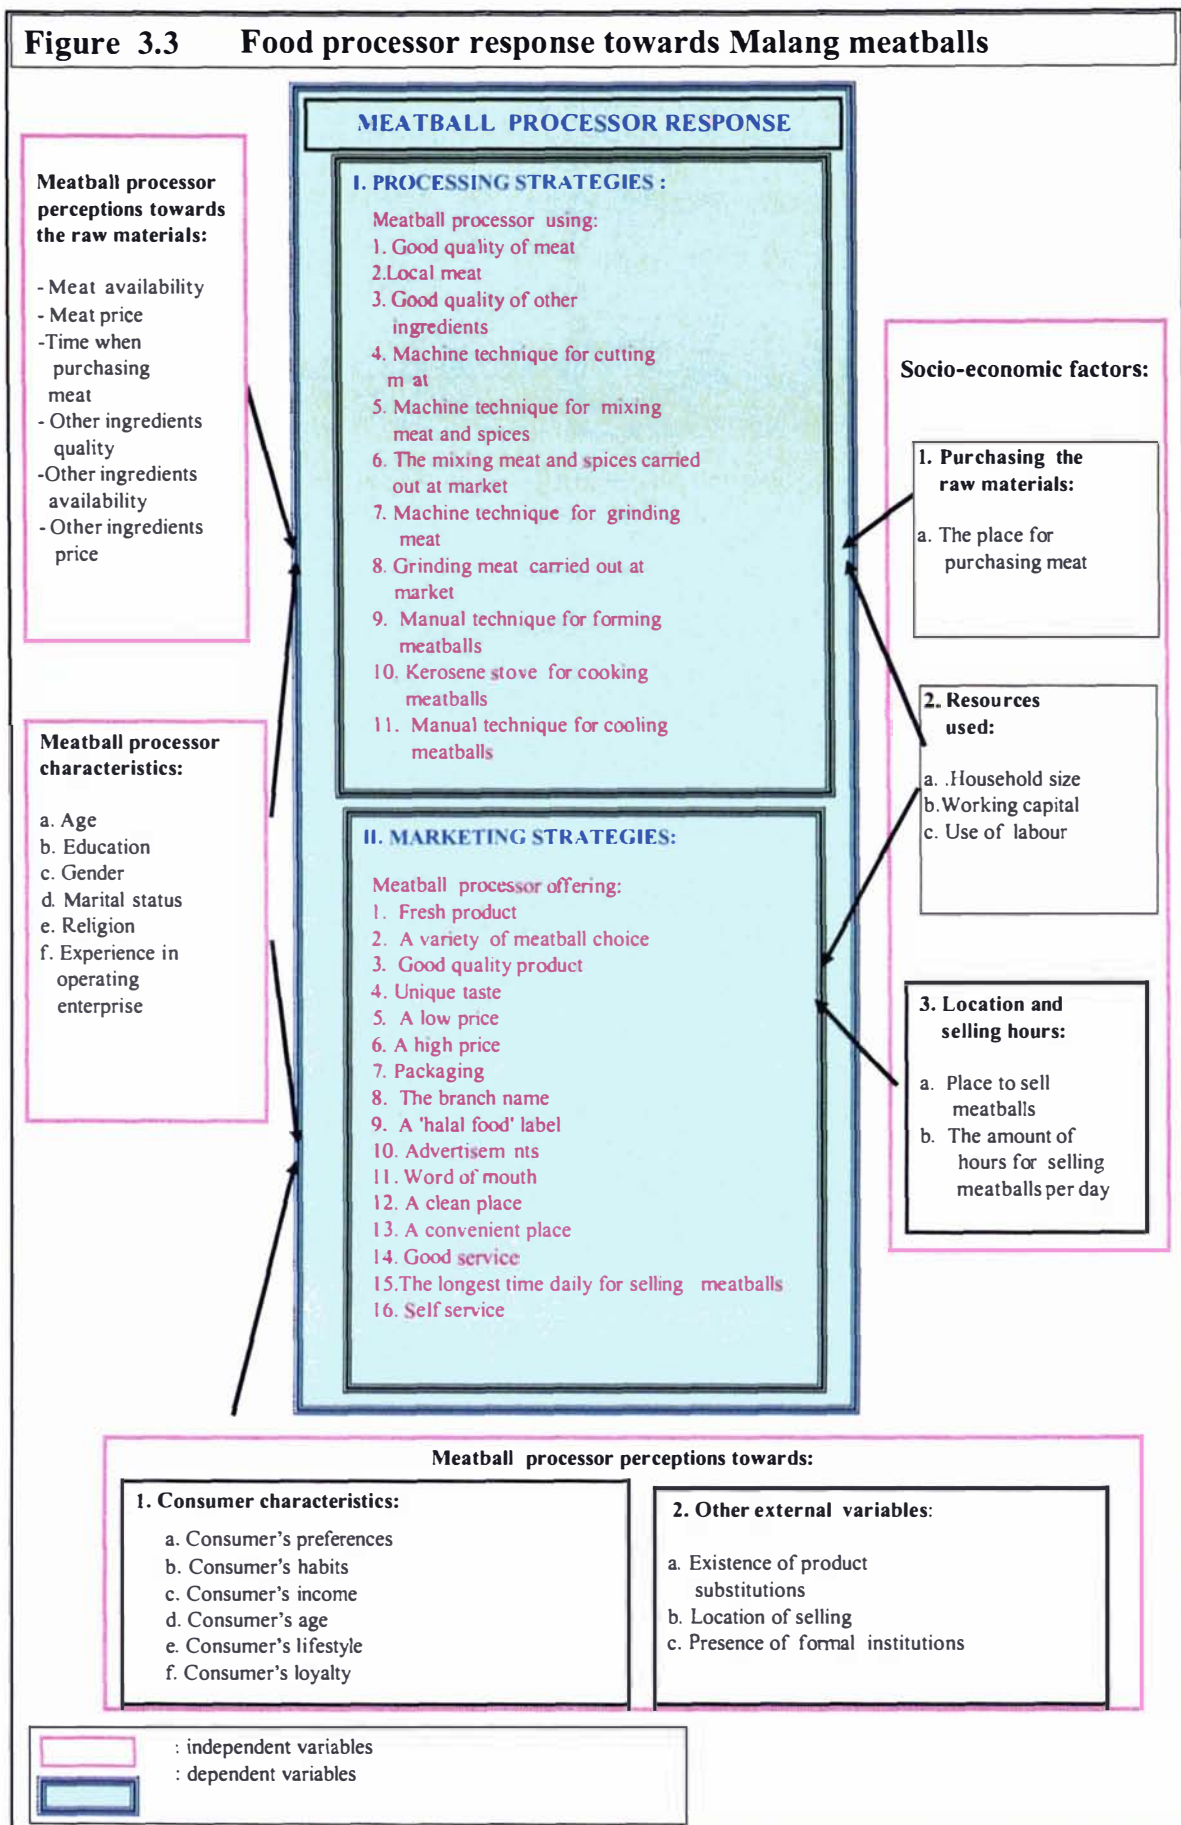 Figure 3.3 Food processor response towards Malang meatballs
MEATBALL PROCESSOR RESPONSE
Meatball processor
perceptions towards
the raw materials:
- Meat availability
- Meat price
-Time when
purchasing
meat
- Other ingredients
quality
-Other ingredients
availability
- Other ingredients
price
Meatball processor
characteristics:
a. Age
b. Education
c. Gender
d. Marital status
e. Religion
f. Experience in
operating
enterprise
I. PROCESSING STRATEGIES :
Meatball processor using:
1. Good quality of meat
2.Local meat
3. Good quality of other
ingredients
4. Machine technique for cutting
m at
5. Machine technique for mixing
meat and spices
6. The mixing meat and spices carried
out at market
7. Machine technique for grinding
meat
8. Grinding meat carried out at
market
9. Manual technique for forming
meatballs
10. Kerosene stove for cooking
meatballs
11. Manual technique for cooling
meatballs
II. MARKETING STRATEGIES:
Meatball processor offering:
1. Fresh product
2. A variety of meatball choice
3. Good quality product
4. Unique taste
5. A low price
6. A high price
7. Packaging
8. The branch name
9. A 'halal food' label
10. Advertisem nts
11. Word of mouth
12. A clean place
13. A convenient place
14. Good service
15.The longest time daily for selling meatballs
16. Self service
Socio-economic factors:
1. Purchasing the
raw materials:
a. The place for
purchasing meat
2. Resources
used:
a. .Household size
b.Working capital
c. Use of labour
3. Location and
selling hours:
a. Place to sell
meatballs
b. The amount of
hours for selling
meatballs per day
Meatball processor perceptions towards:
1. Consumer characteristics:
a. Consumer's preferences
b. Consumer's habits
c. Consumer's income
d. Consumer's age
e. Consumer's lifestyle
f. Consumer's loyalty
2. Other external variables:
a. Existence of product
substitutions
b. Location of selling
c. Presence of formal institutions
: independent variables
: dependent variables